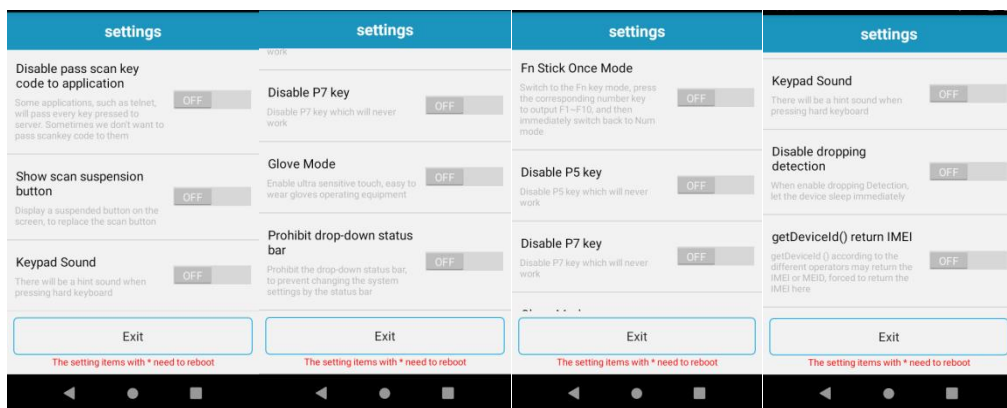 settings
Disable pass scan key
code to application
Some applications, such as telnet,
will pass every key pressed to
server. Sometimes we don't want to
pass scankey code to them
OFF
Show scan suspension
button
Display a suspended button on the
screen, to replace the scan button
OFF
Keypad Sound
There will be a hint sound when
pressing hard keyboard
OFF
Exit
The setting items with * need to reboot
settings
work
Disable P7 key
Disable P7 key which will never
work
OFF
Glove Mode
Enable ultra sensitive touch, easy to
wear gloves operating equipment
OFF
Prohibit drop-down status
bar
Prohibit the drop-down status bar,
to prevent changing the system
settings by the status bar
OFF
Exit
The setting items with * need to reboot
settings
Fn Stick Once Mode
Switch to the Fn key mode, press
the corresponding number key
to output F1~F10, and then
immediately switch back to Num
mode.
OFF
Disable P5 key
Disable P5 key which will never
work
OFF
Disable P7 key
Disable P7 key which will never
work
OFF
Exit
The setting items with * need to reboot
settings
Keypad Sound
There will be a hint sound when
pressing hard keyboard
OFF
Disable dropping
detection
When enable dropping Detection,
let the device sleep immediately
OFF
getDeviceId() return IMEI
getDeviceId () according to the
different operators may return the
IMEI or MEID, forced to return the
IMEI here
OFF
Exit
The setting items with * need to reboot